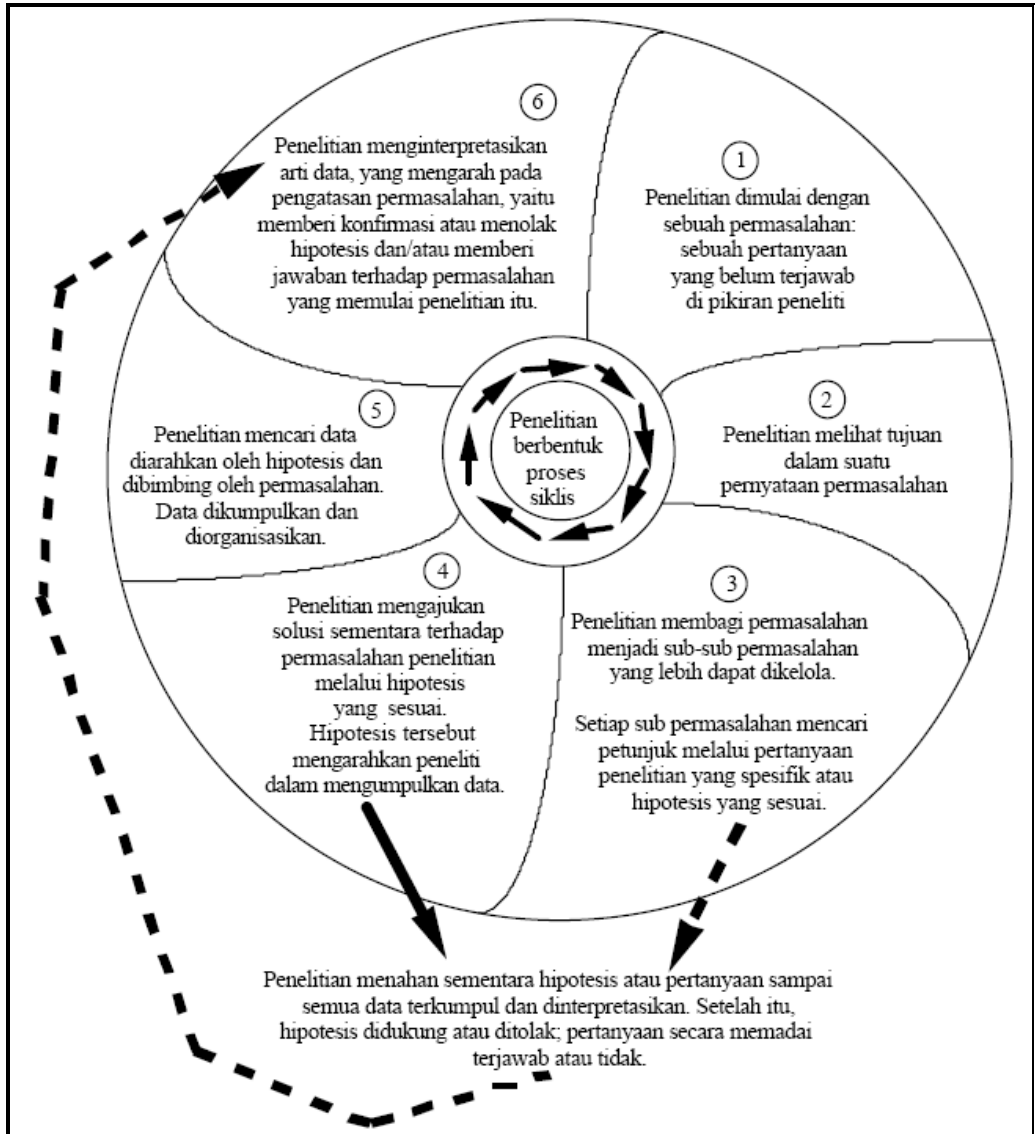 6
Penelitian menginterpretasikan
arti data, yang mengarah pada
pengatasan permasalahan, yaitu
memberi konfirmasi atau menolak
hipotesis dan/atau memberi
jawaban terhadap permasalahan
yang memulai penelitian itu.
1
Penelitian dimulai dengan
sebuah permasalahan:
sebuah pertanyaan
yang belum terjawab
di pikiran peneliti
5
Penelitian mencari data
diarahkan oleh hipotesis dan
dibimbing oleh permasalahan.
Data dikumpulkan dan
diorganisasikan.
Penelitian
berbentuk
proses
siklis
2
Penelitian melihat tujuan
dalam suatu
pernyataan permasalahan
4
Penelitian mengajukan
solusi sementara terhadap
permasalahan penelitian
melalui hipotesis
yang sesuai.
Hipotesis tersebut
mengarahkan peneliti
dalam mengumpulkan data.
3
Penelitian membagi permasalahan
menjadi sub-sub permasalahan
yang lebih dapat dikelola.
Setiap sub permasalahan mencari
petunjuk melalui pertanyaan
penelitian yang spesifik atau
hipotesis yang sesuai.
Penelitian menahan sementara hipotesis atau pertanyaan sampai
semua data terkumpul dan dinterpretasikan. Setelah itu,
hipotesis didukung atau ditolak; pertanyaan secara memadai
terjawab atau tidak.